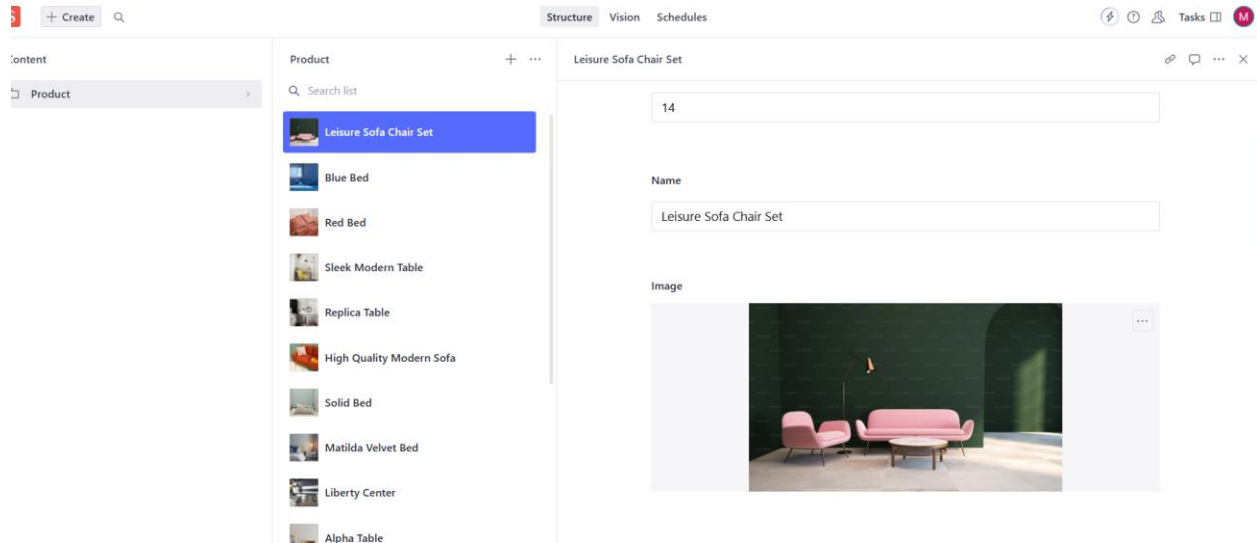 S
+ Create
Structure
Vision
Schedules
Tasks
M
Content
Product
Product
Search list
Leisure Sofa Chair Set
Blue Bed
Red Bed
Sleek Modern Table
Replica Table
High Quality Modern Sofa
Solid Bed
Matilda Velvet Bed
Liberty Center
Alpha Table
Leisure Sofa Chair Set
14
Name
Leisure Sofa Chair Set
Image